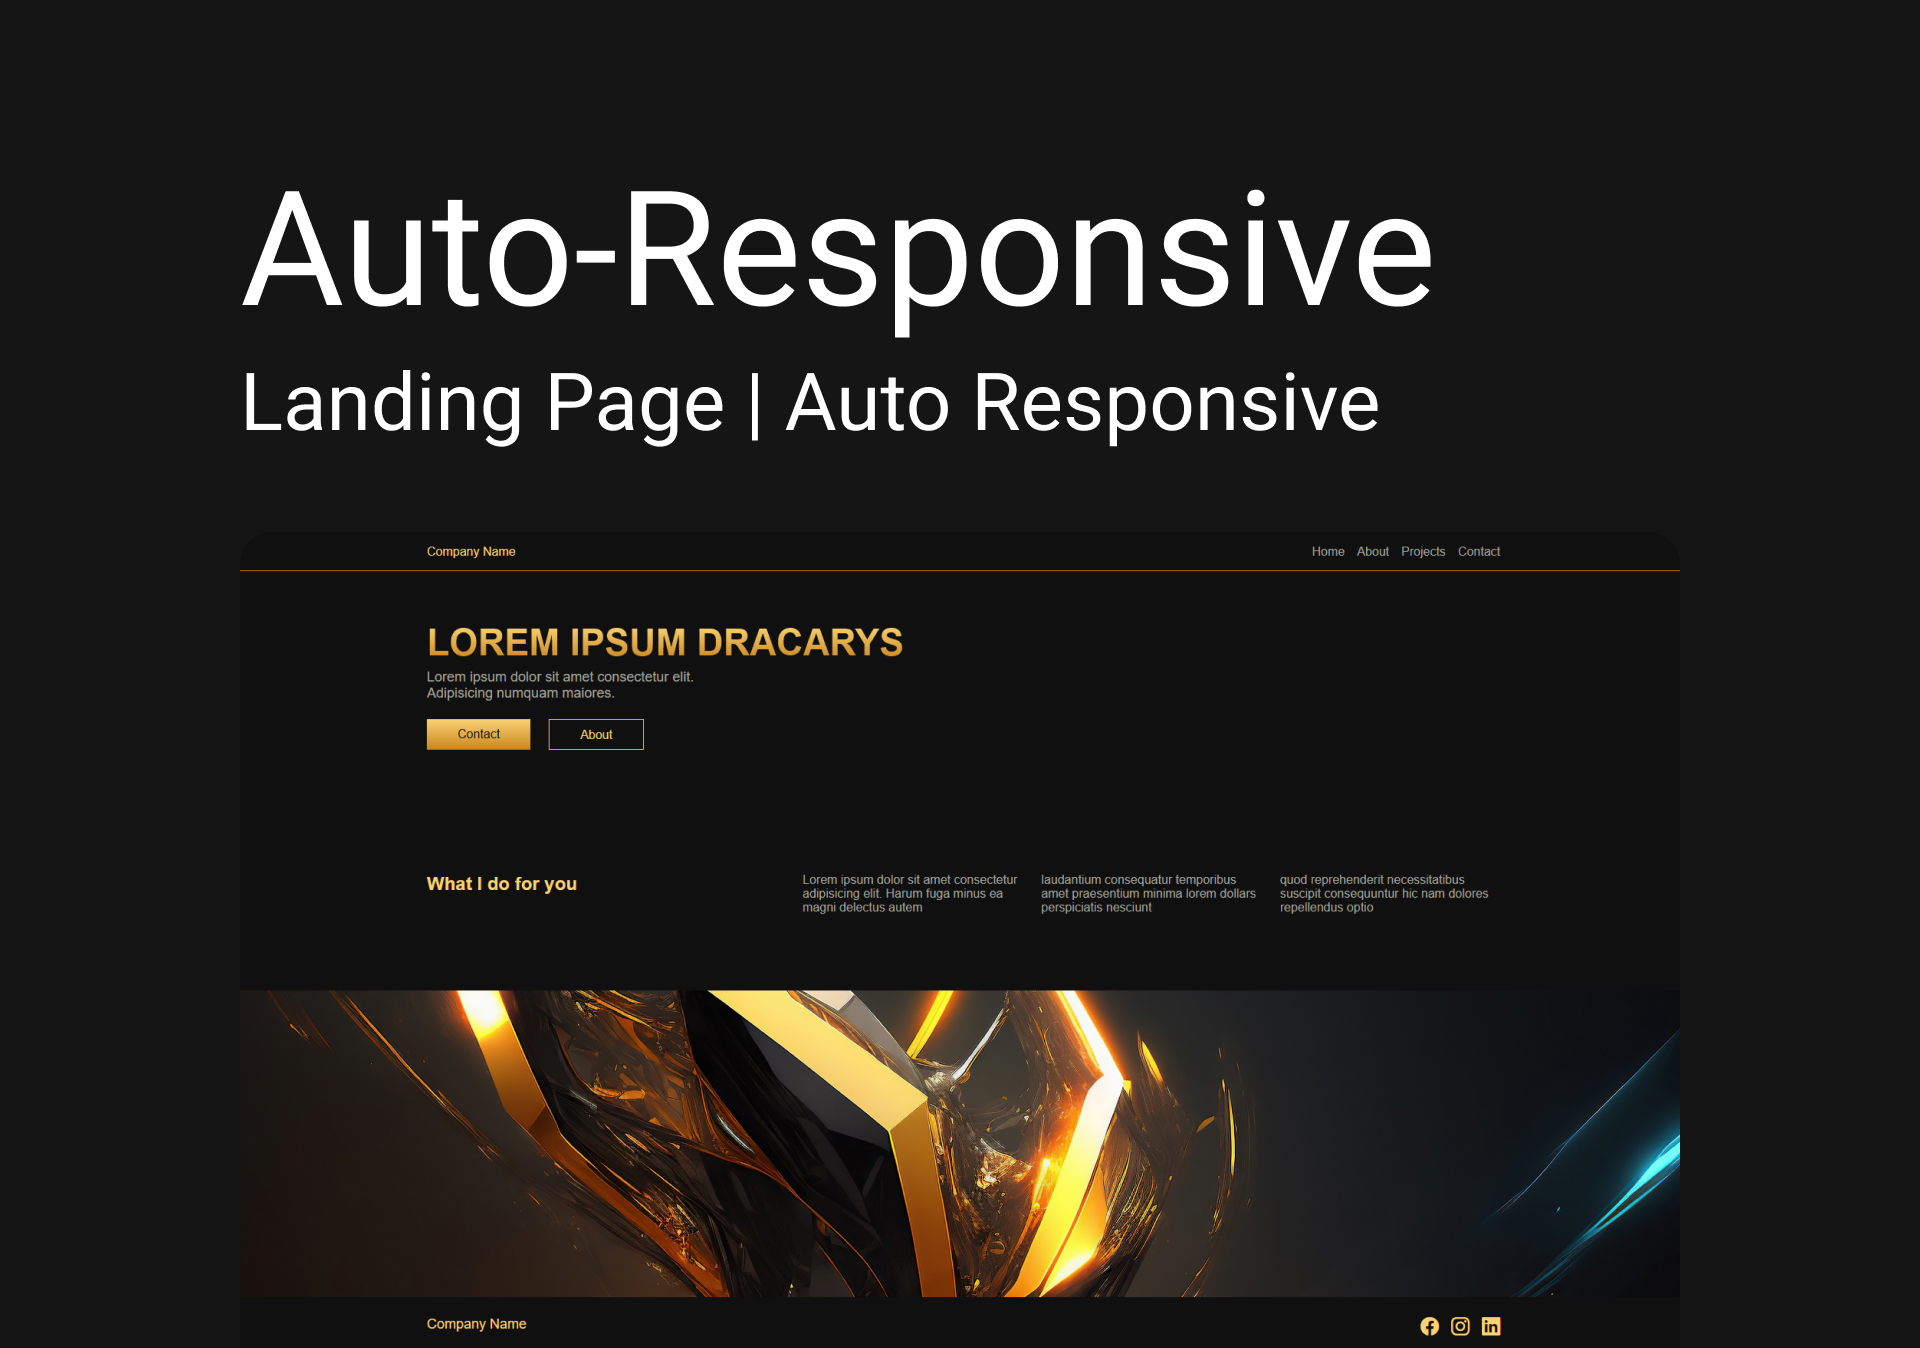 Auto-Responsive
Landing Page | Auto Responsive
Company Name
Home About Projects Contact
LOREM IPSUM DRACARYS
Lorem ipsum dolor sit amet consectetur elit.
Adipisicing numquam maiores.
Contact
About
What I do for you
Lorem ipsum dolor sit amet consectetur
adipisicing elit. Harum fuga minus ea
magni delectus autem
laudantium consequatur temporibus
amet praesentium minima lorem dollars
perspiciatis nesciunt
quod reprehenderit necessitatibus
suscipit consequuntur hic nam dolores
repellendus optio
Company Name